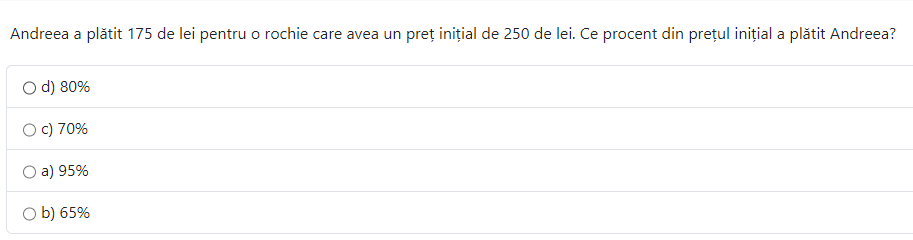 Andreea a plătit 175 de lei pentru o rochie care avea un preț inițial de 250 de lei. Ce procent din prețul inițial a plătit Andreea?
d) 80%
c) 70%
a) 95%
b) 65%